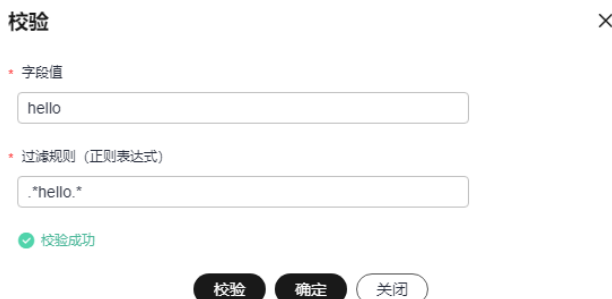 校验
* 字段值
hello
* 过滤规则（正则表达式）
.*hello.*
校验成功
校验 确定 关闭